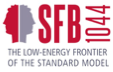 SFB
1044
THE LOW-ENERGY FRONTIER
OF THE STANDARD MODEL